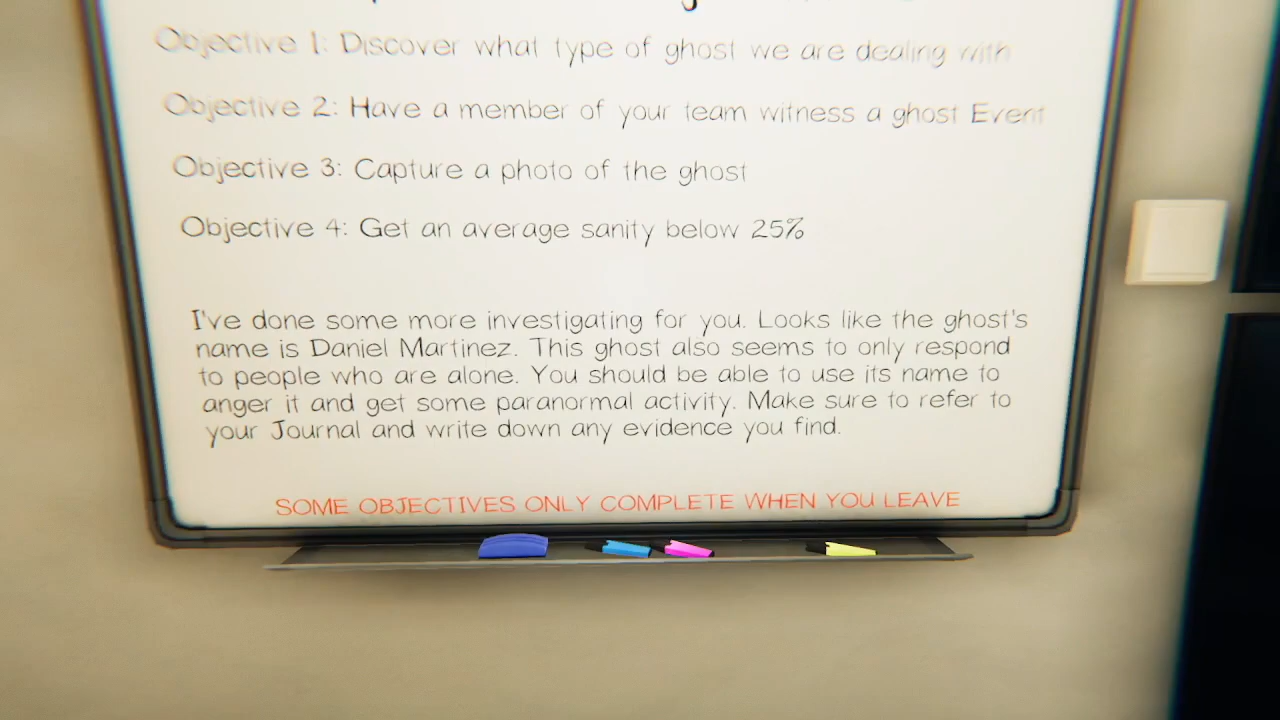 Objective 1: Discover what type of ghost we are dealing with
Objective 2: Have a member of your team witness a ghost Event
Objective 3: Capture a photo of the ghost
Objective 4: Get an average sanity below 25%
I've done some more investigating for you. Looks like the ghost's
name is Daniel Martinez. This ghost also seems to only respond
to people who are alone. You should be able to use its name to
anger it and get some paranormal activity. Make sure to refer to
your Journal and write down any evidence you find.
SOME OBJECTIVES ONLY COMPLETE WHEN YOU LEAVE